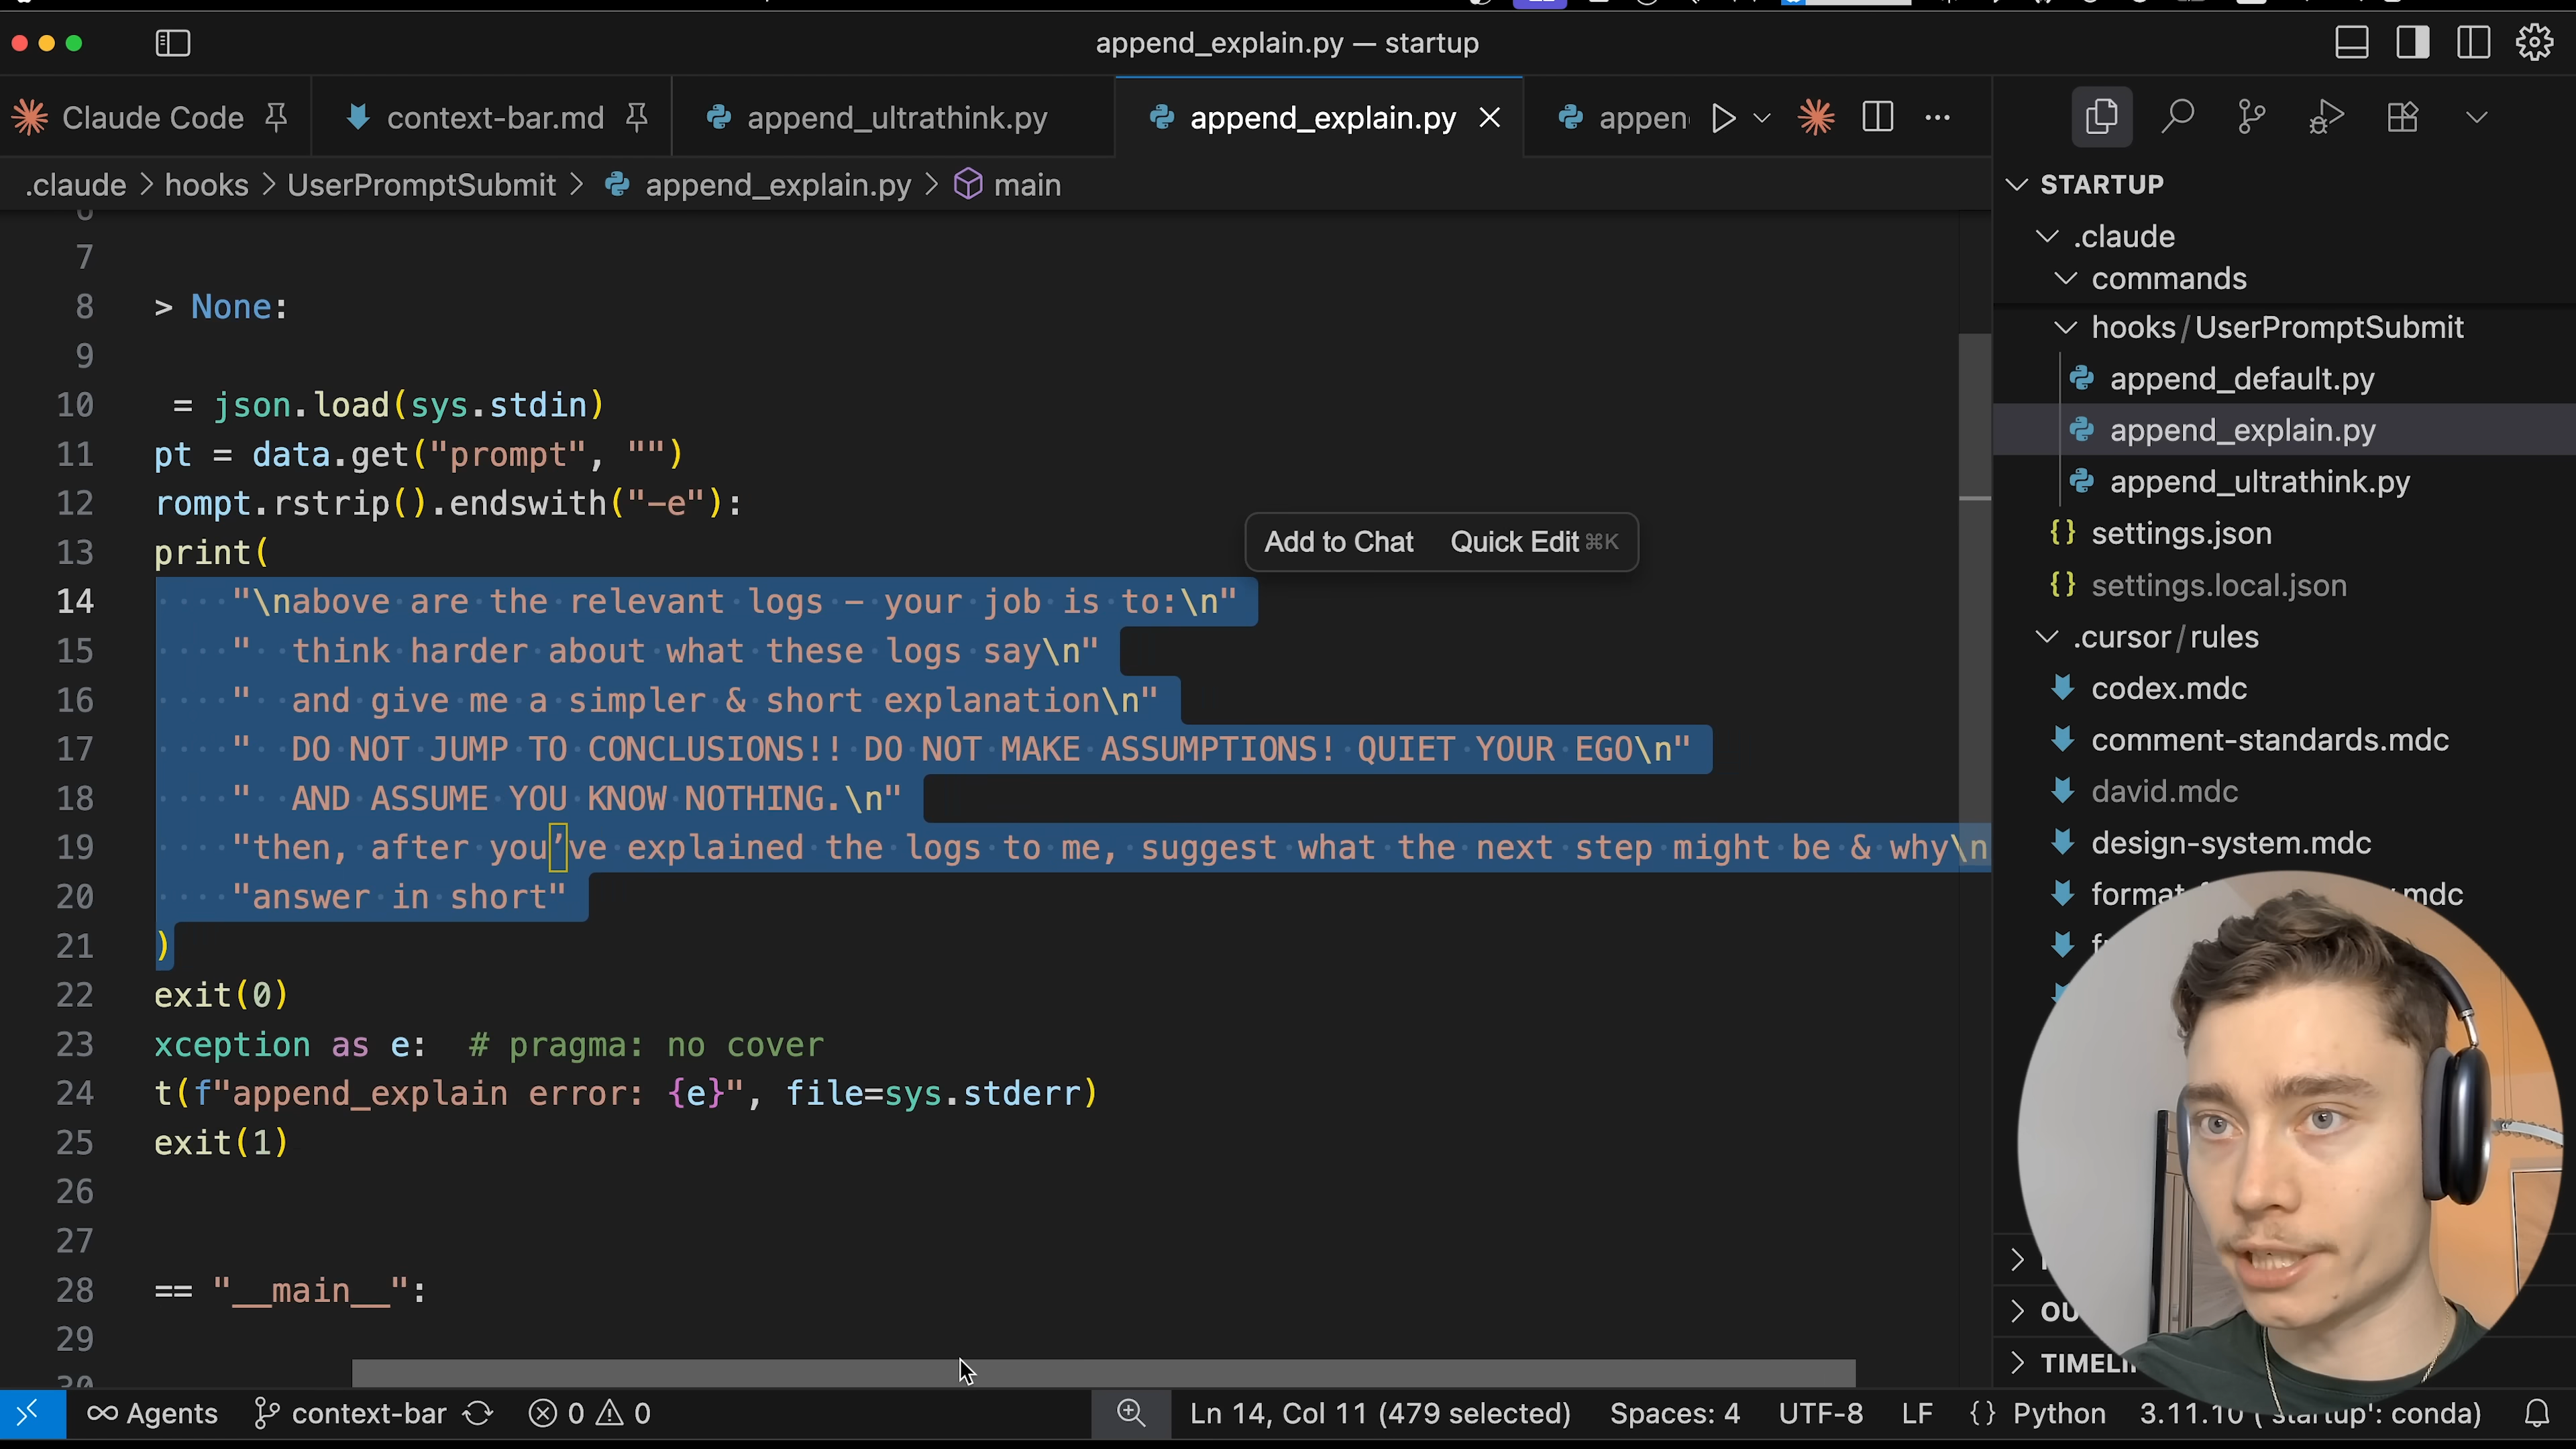 append_explain.py — startup
Claude Code
context-bar.md
append_ultrathink.py
append_explain.py
appen
.claude > hooks > UserPromptSubmit > append_explain.py > main
7
8 > None:
9
10 = json.load(sys.stdin)
11 pt = data.get("prompt", "")
12 rompt.rstrip().endswith("-e"):
13 print(
14 "\nabove are the relevant logs — your job is to:\n"
15 "  think harder about what these logs say\n"
16 "  and give me a simpler & short explanation\n"
17 "  DO NOT JUMP TO CONCLUSIONS!! DO NOT MAKE ASSUMPTIONS! QUIET YOUR EGO\n"
18 "  AND ASSUME YOU KNOW NOTHING.\n"
19 "then, after you’ve explained the logs to me, suggest what the next step might be & why\n
20 "answer in short"
21 )
22 exit(0)
23 xception as e:  # pragma: no cover
24 t(f"append_explain error: {e}", file=sys.stderr)
25 exit(1)
26
27
28 == "__main__":
29
30
Add to Chat Quick Edit ⌘K
STARTUP
.claude
commands
hooks/UserPromptSubmit
append_default.py
append_explain.py
append_ultrathink.py
{} settings.json
{} settings.local.json
.cursor/rules
codex.mdc
comment-standards.mdc
david.mdc
design-system.mdc
format-
.mdc
OU
Agents context-bar 0 0 Ln 14, Col 11 (479 selected) Spaces: 4 UTF-8 LF {} Python 3.11.10 ('startup': conda)